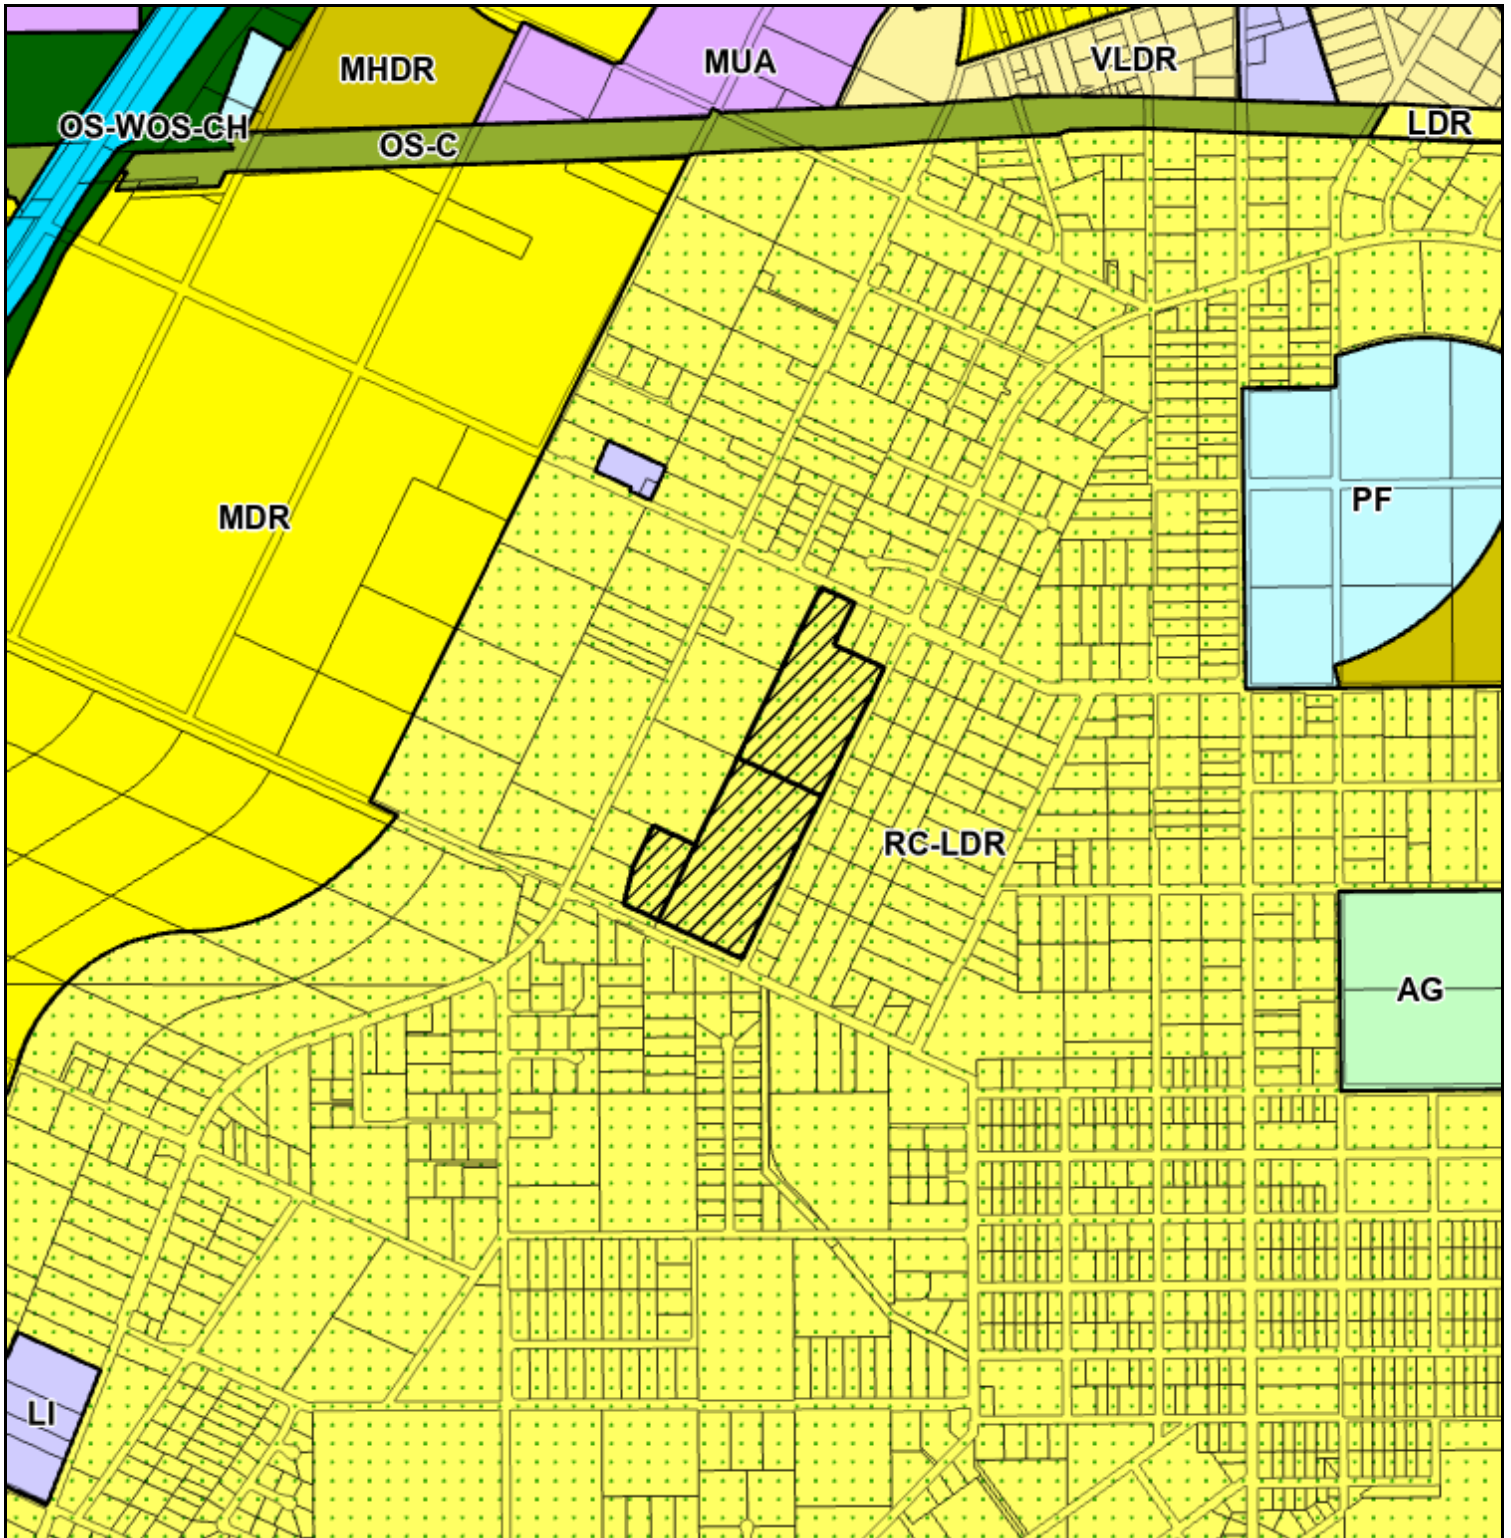 MUA
VLDR
MHDR
LDR
OS-WOS-CH
OS-C
PF
MDR
RC-LDR
AG
LI